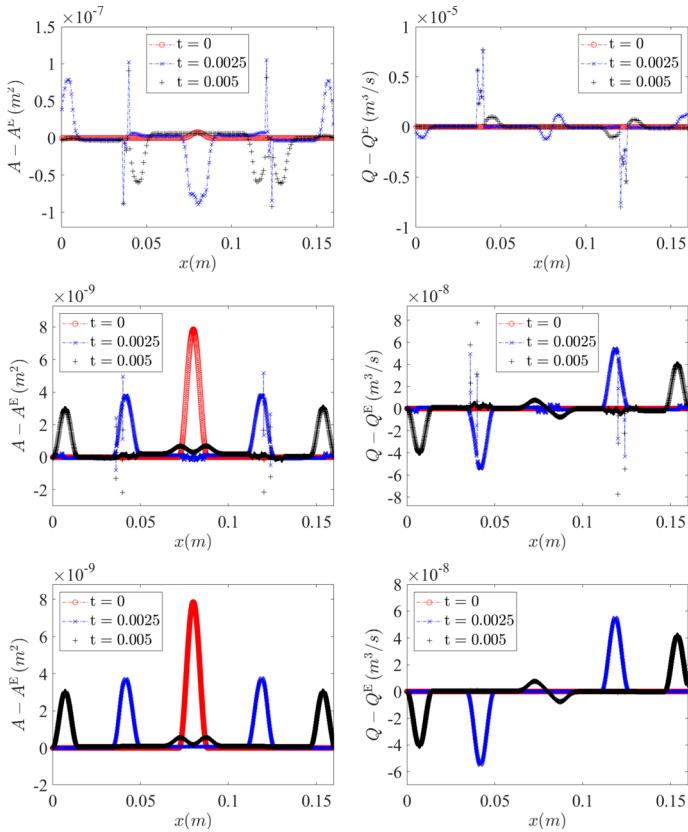 ×10⁻⁷
A − Aᴱ (m²)
1.5
1
0.5
0
-0.5
-1
t = 0
t = 0.0025
t = 0.005
0 0.05 0.1 0.15
x(m)
×10⁻⁵
Q − Qᴱ (m³/s)
1
0.5
0
-0.5
-1
t = 0
t = 0.0025
t = 0.005
0 0.05 0.1 0.15
x(m)
×10⁻⁹
A − Aᴱ (m²)
8
6
4
2
0
-2
t = 0
t = 0.0025
t = 0.005
0 0.05 0.1 0.15
x(m)
×10⁻⁸
Q − Qᴱ (m³/s)
8
6
4
2
0
-2
-4
-6
-8
t = 0
t = 0.0025
t = 0.005
0 0.05 0.1 0.15
x(m)
×10⁻⁹
A − Aᴱ (m²)
8
6
4
2
0
-2
t = 0
t = 0.0025
t = 0.005
0 0.05 0.1 0.15
x(m)
×10⁻⁸
Q − Qᴱ (m³/s)
8
6
4
2
0
-2
-4
-6
t = 0
t = 0.0025
t = 0.005
0 0.05 0.1 0.15
x(m)